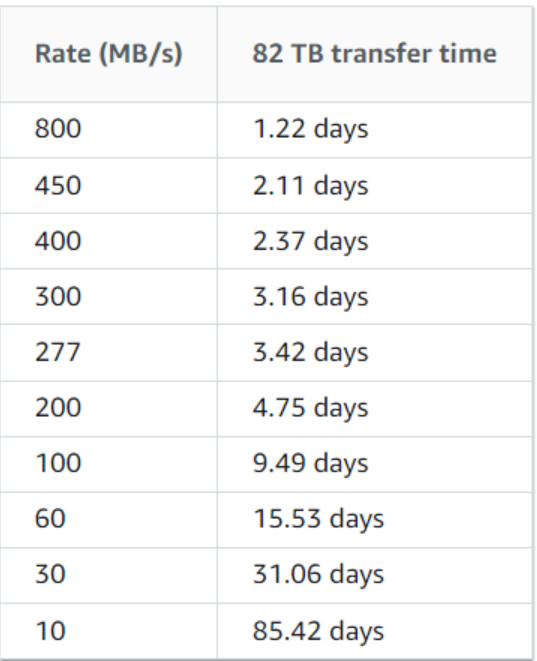 Rate (MB/s) 82 TB transfer time
800 1.22 days
450 2.11 days
400 2.37 days
300 3.16 days
277 3.42 days
200 4.75 days
100 9.49 days
60 15.53 days
30 31.06 days
10 85.42 days